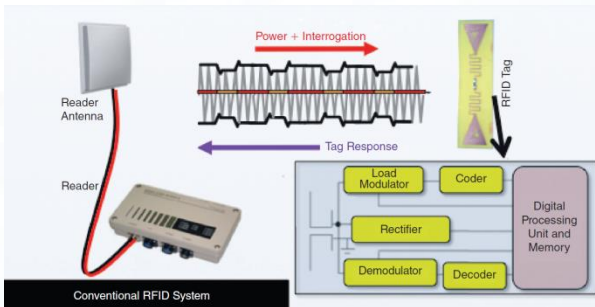 Power + Interrogation
Reader
Antenna
RFID Tag
Tag Response
Reader
Load
Modulator
Coder
Digital
Processing
Unit and
Memory
Rectifier
Demodulator
Decoder
Conventional RFID System